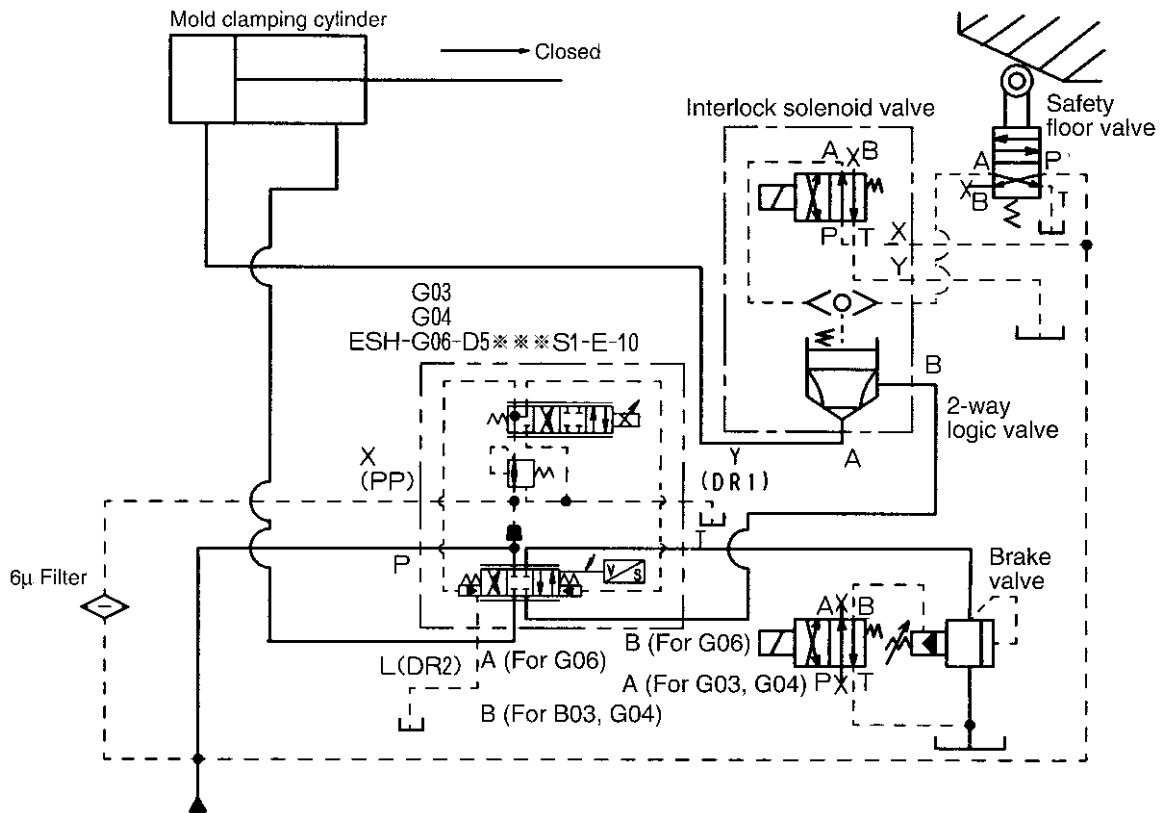 Mold clamping cylinder
Closed
Interlock solenoid valve
Safety
floor valve
A B
P T
X
Y
A P
B T
G03
G04
ESH-G06-D5※※※S1-E-10
B
2-way
logic valve
A
X
(PP)
Y
(DR1)
T
P
V
S
6μ Filter
Brake
valve
A B
P T
L(DR2)
A (For G06)
B (For B03, G04)
B (For G06)
A (For G03, G04)